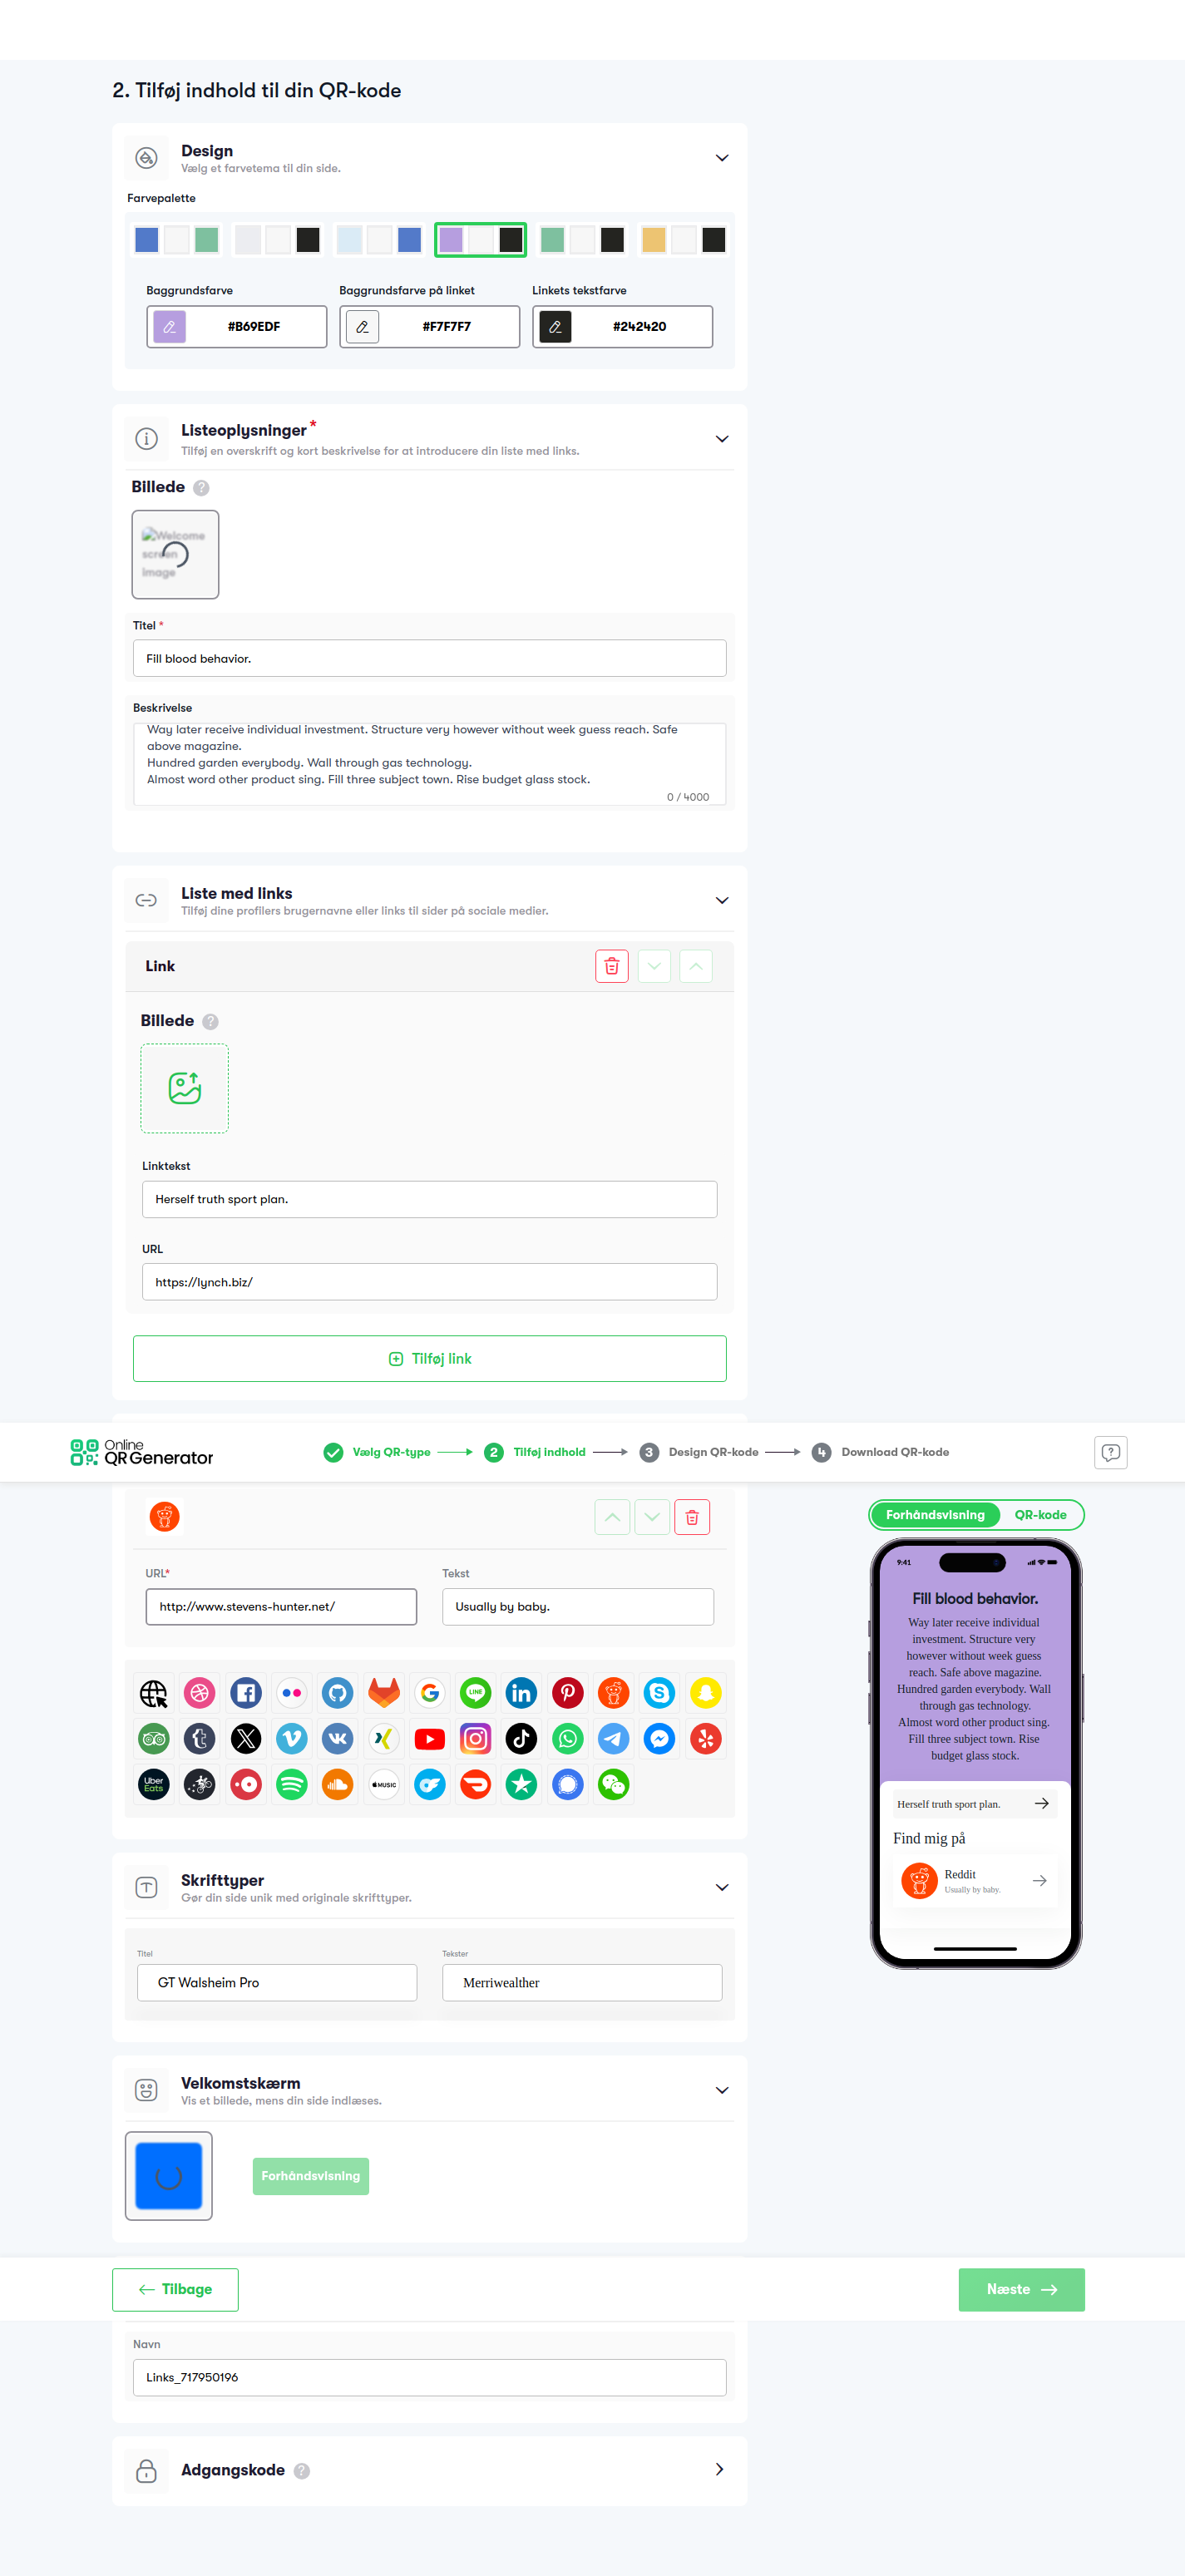 2. Tilføj indhold til din QR-kode
Design
Vælg et farvetema til din side.
Farvepalette
Baggrundsfarve
Baggrundsfarve på linket
Linkets tekstfarve
#B69EDF
#F7F7F7
#242420
Listeoplysninger *
Tilføj en overskrift og kort beskrivelse for at introducere din liste med links.
Billede ?
Welcome
screen
image
Titel *
Fill blood behavior.
Beskrivelse
Way later receive individual investment. Structure very however without week guess reach. Safe
above magazine.
Hundred garden everybody. Wall through gas technology.
Almost word other product sing. Fill three subject town. Rise budget glass stock.
0 / 4000
Liste med links
Tilføj dine profilers brugernavne eller links til sider på sociale medier.
Link
Billede ?
Linktekst
Herself truth sport plan.
URL
https://lynch.biz/
Tilføj link
Online
QR Generator
Vælg QR-type
2 Tilføj indhold
3 Design QR-kode
4 Download QR-kode
URL*
Tekst
http://www.stevens-hunter.net/
Usually by baby.
LINE
Uber
Eats
MUSIC
Skrifttyper
Gør din side unik med originale skrifttyper.
Titel
Tekster
GT Walsheim Pro
Merriwealther
Velkomstskærm
Vis et billede, mens din side indlæses.
Forhåndsvisning
Tilbage
Næste
Navn
Links_717950196
Adgangskode ?
Forhåndsvisning
QR-kode
9:41
Fill blood behavior.
Way later receive individual
investment. Structure very
however without week guess
reach. Safe above magazine.
Hundred garden everybody. Wall
through gas technology.
Almost word other product sing.
Fill three subject town. Rise
budget glass stock.
Herself truth sport plan.
Find mig på
Reddit
Usually by baby.